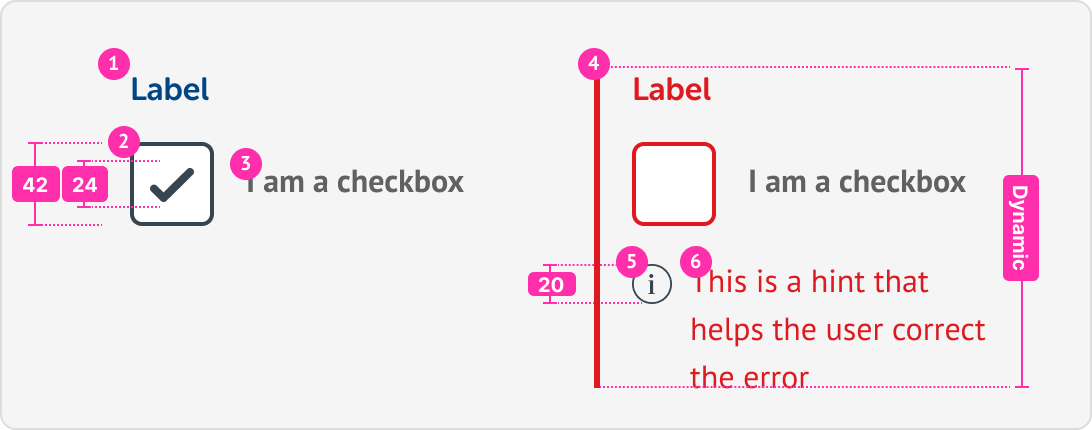 1
Label
2
3
I am a checkbox
42
24
4
Label
I am a checkbox
5
6
20
This is a hint that
helps the user correct
the error
Dynamic